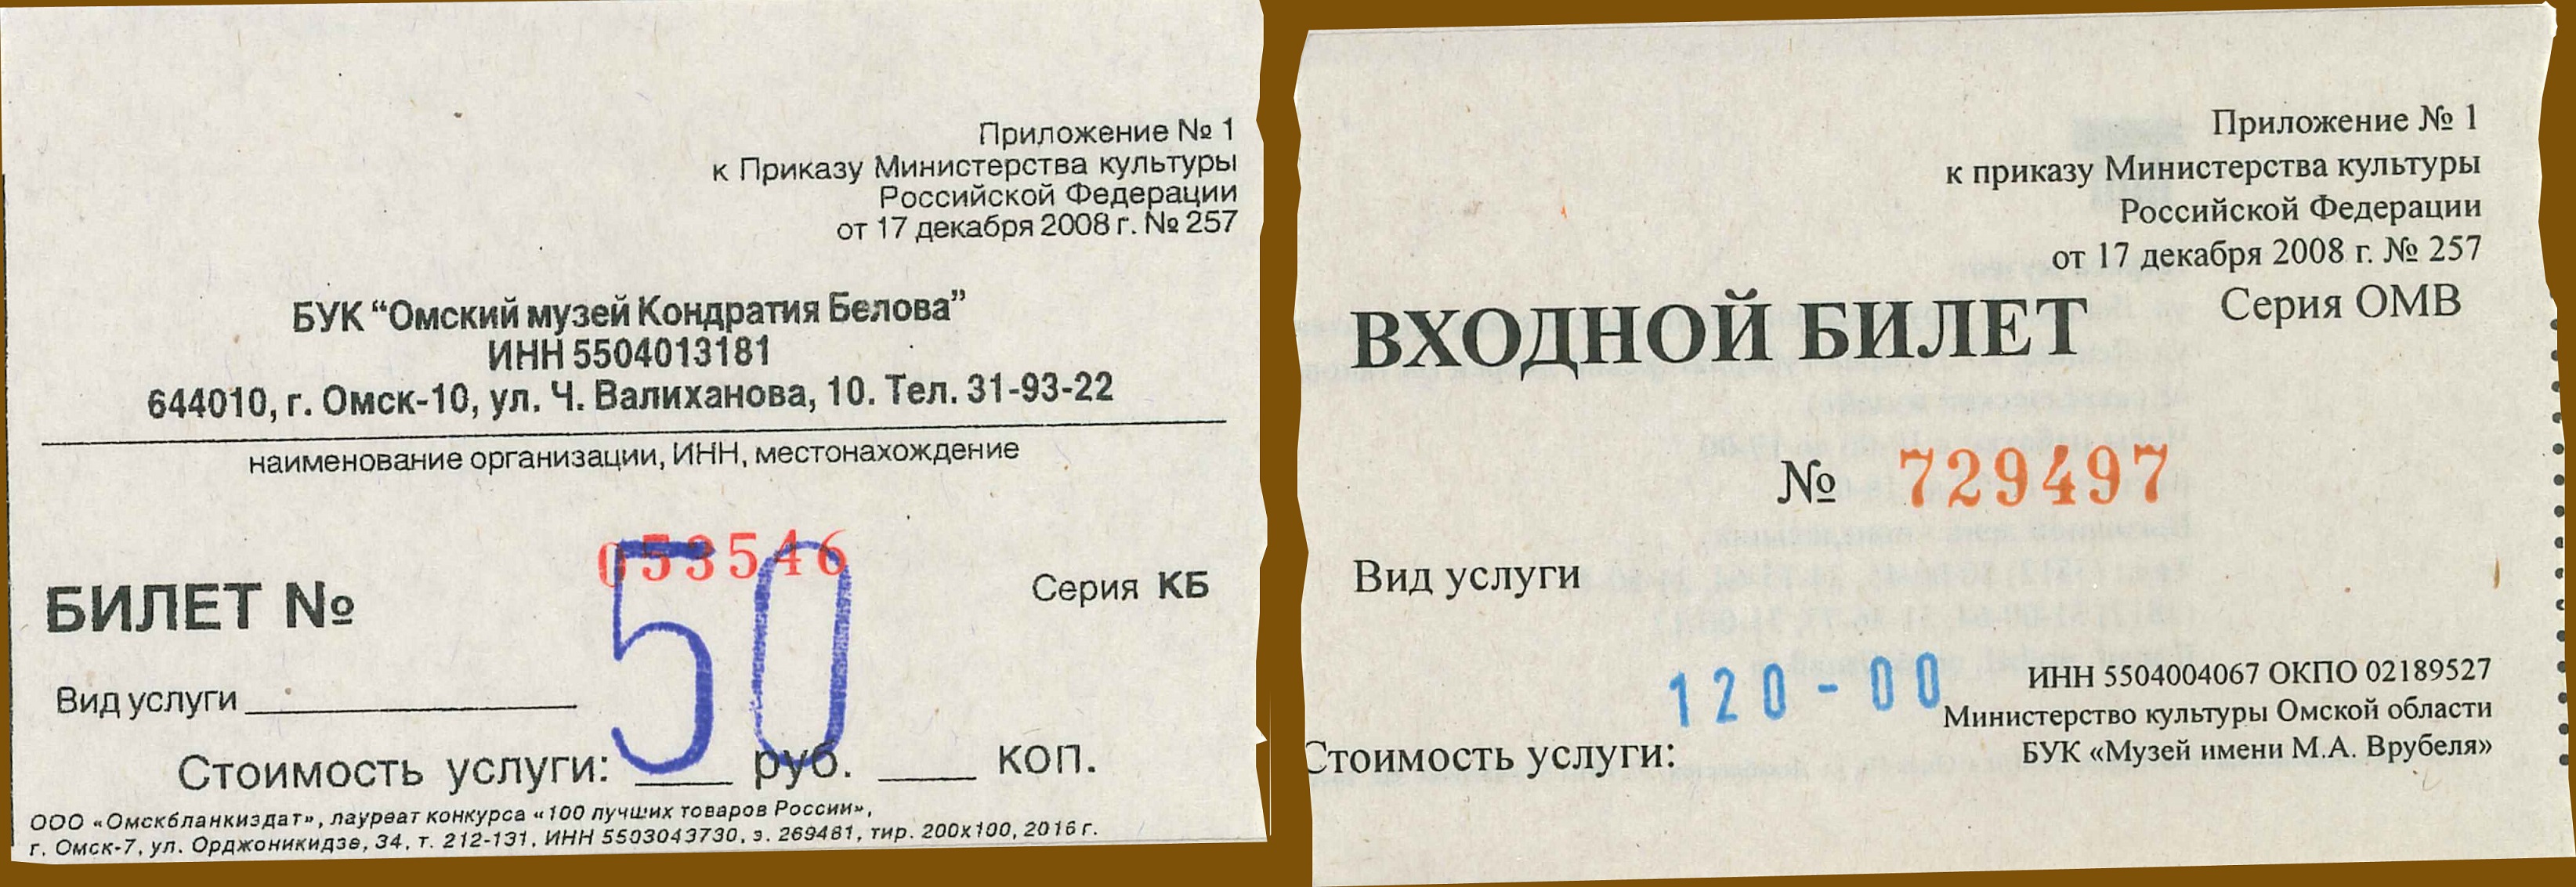 Приложение № 1
к Приказу Министерства культуры
Российской Федерации
от 17 декабря 2008 г. № 257
БУК “Омский музей Кондратия Белова”
ИНН 5504013181
644010, г. Омск-10, ул. Ч. Валиханова, 10. Тел. 31-93-22
наименование организации, ИНН, местонахождение
053546
БИЛЕТ №
Серия КБ
50
Вид услуги
Стоимость услуги: ____ руб. ____ коп.
ООО «Омскбланкиздат», лауреат конкурса «100 лучших товаров России»,
г. Омск-7, ул. Орджоникидзе, 34, т. 212-131, ИНН 5503043730, з. 269481, тир. 200х100, 2016 г.
Приложение № 1
к приказу Министерства культуры
Российской Федерации
от 17 декабря 2008 г. № 257
ВХОДНОЙ БИЛЕТ Серия ОМВ
№ 729497
Вид услуги
120-00
ИНН 5504004067 ОКПО 02189527
Министерство культуры Омской области
БУК «Музей имени М.А. Врубеля»
Стоимость услуги: